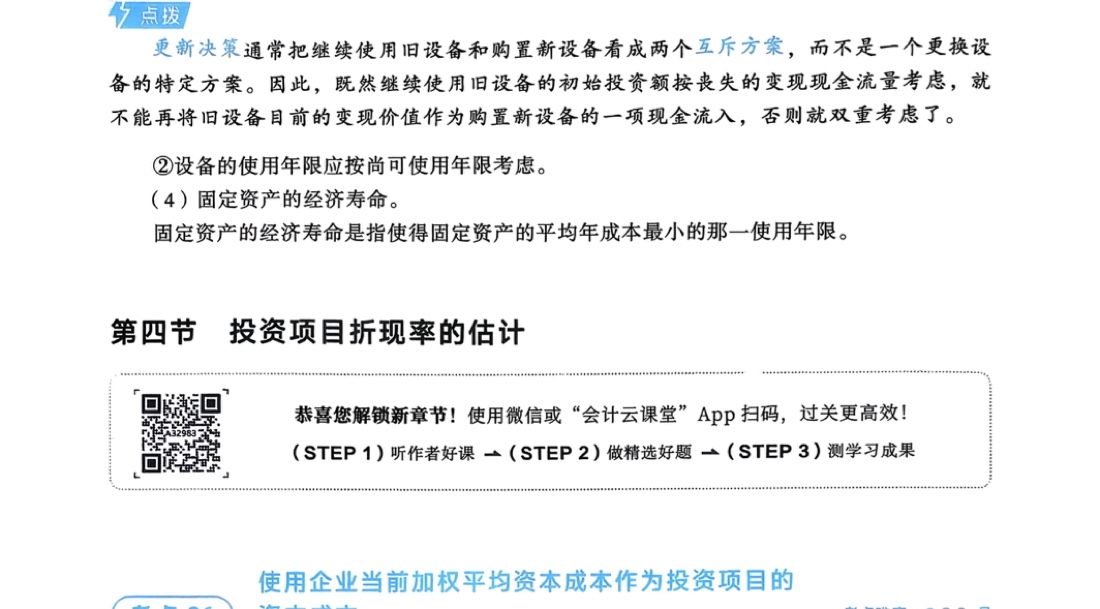 点拨
更新决策通常把继续使用旧设备和购置新设备看成两个互斥方案，而不是一个更换设
备的特定方案。因此，既然继续使用旧设备的初始投资额按丧失的变现现金流量考虑，就
不能再将旧设备目前的变现价值作为购置新设备的一项现金流入，否则就双重考虑了。
②设备的使用年限应按尚可使用年限考虑。
（4）固定资产的经济寿命。
固定资产的经济寿命是指使得固定资产的平均年成本最小的那一使用年限。
第四节 投资项目折现率的估计
A32983
恭喜您解锁新章节！使用微信或“会计云课堂”App 扫码，过关更高效！
（STEP 1）听作者好课 ⇀（STEP 2）做精选好题 ⇀（STEP 3）测学习成果
使用企业当前加权平均资本成本作为投资项目的